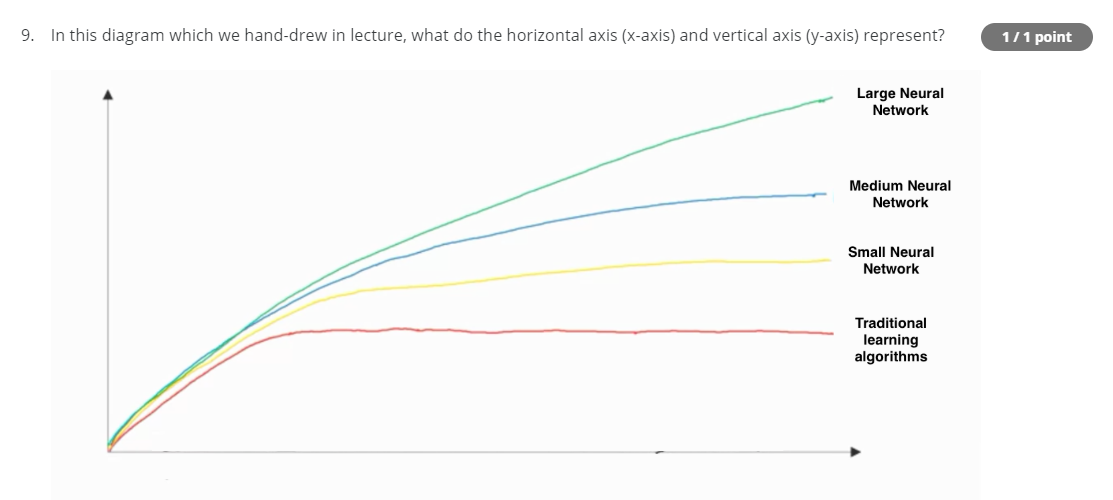 9. In this diagram which we hand-drew in lecture, what do the horizontal axis (x-axis) and vertical axis (y-axis) represent?
1 / 1 point
Large Neural
Network
Medium Neural
Network
Small Neural
Network
Traditional
learning
algorithms